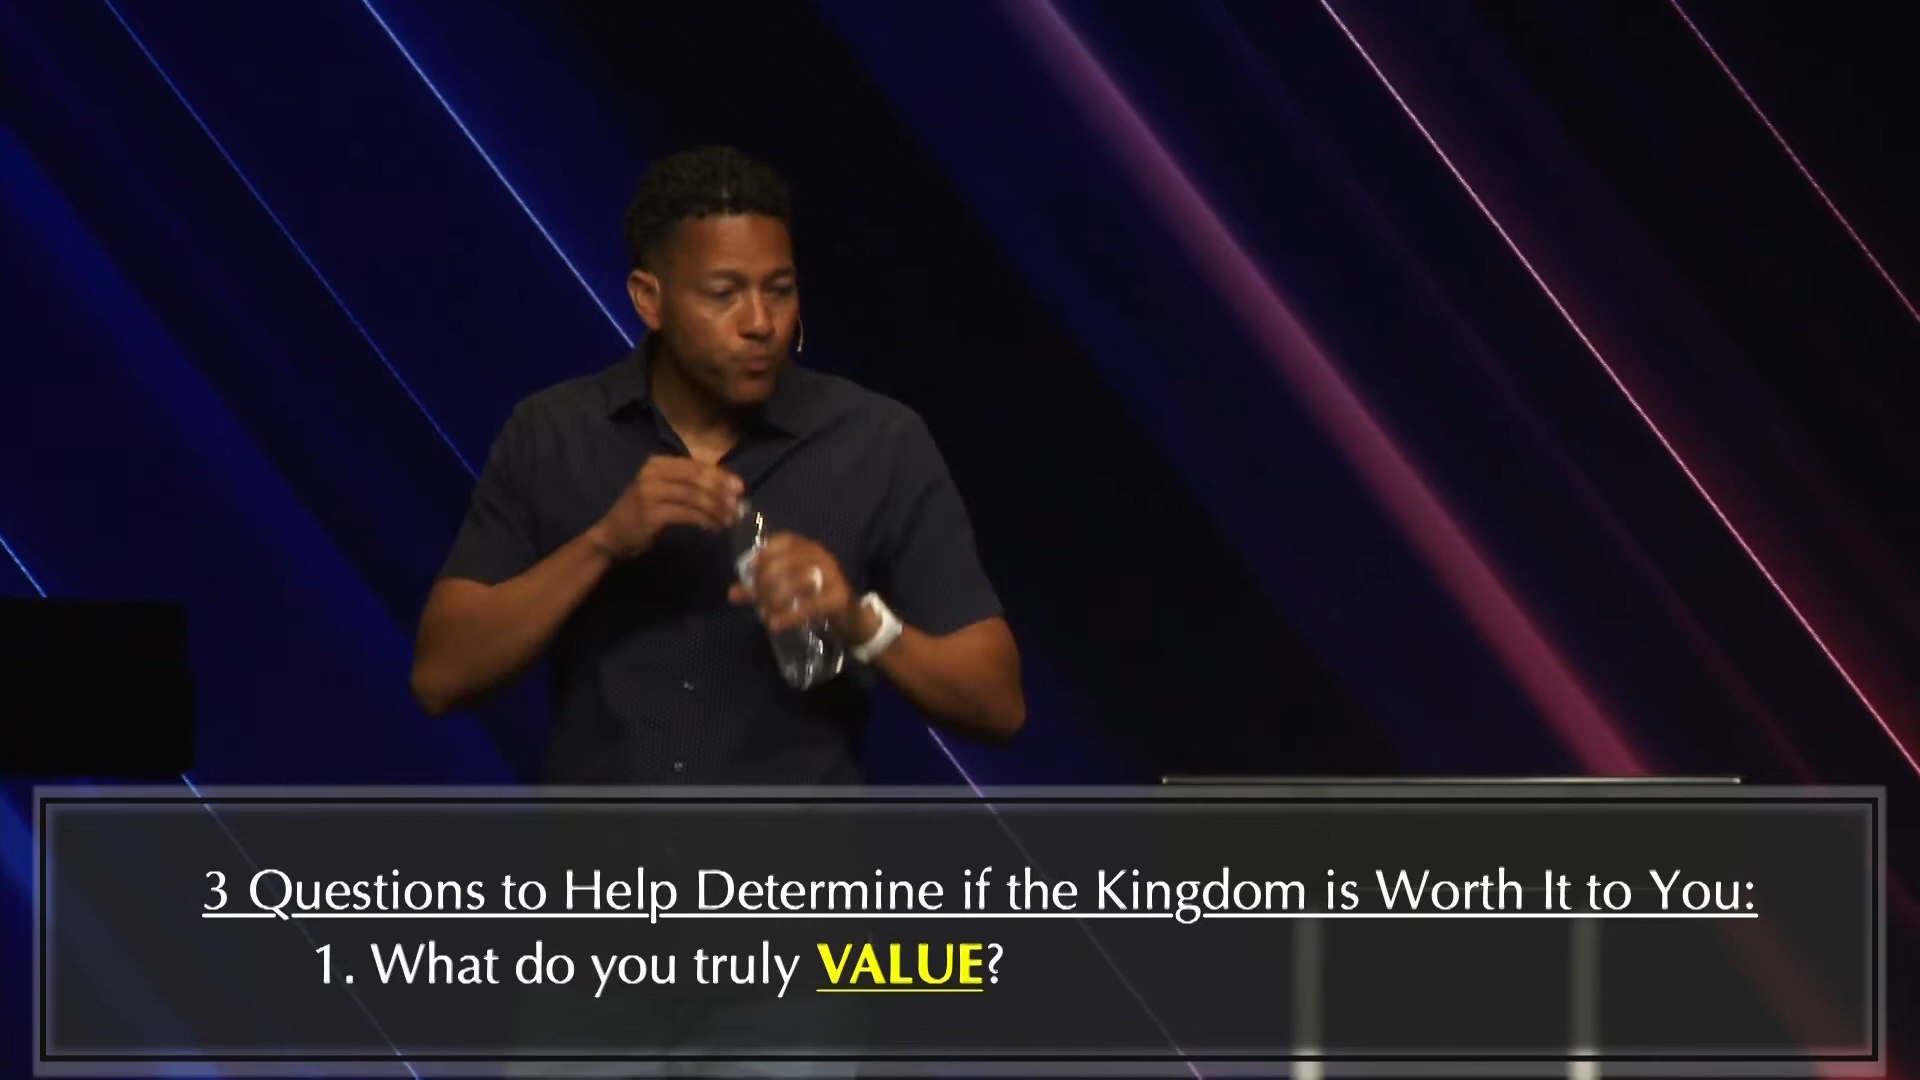 3 Questions to Help Determine if the Kingdom is Worth It to You:
1. What do you truly VALUE?